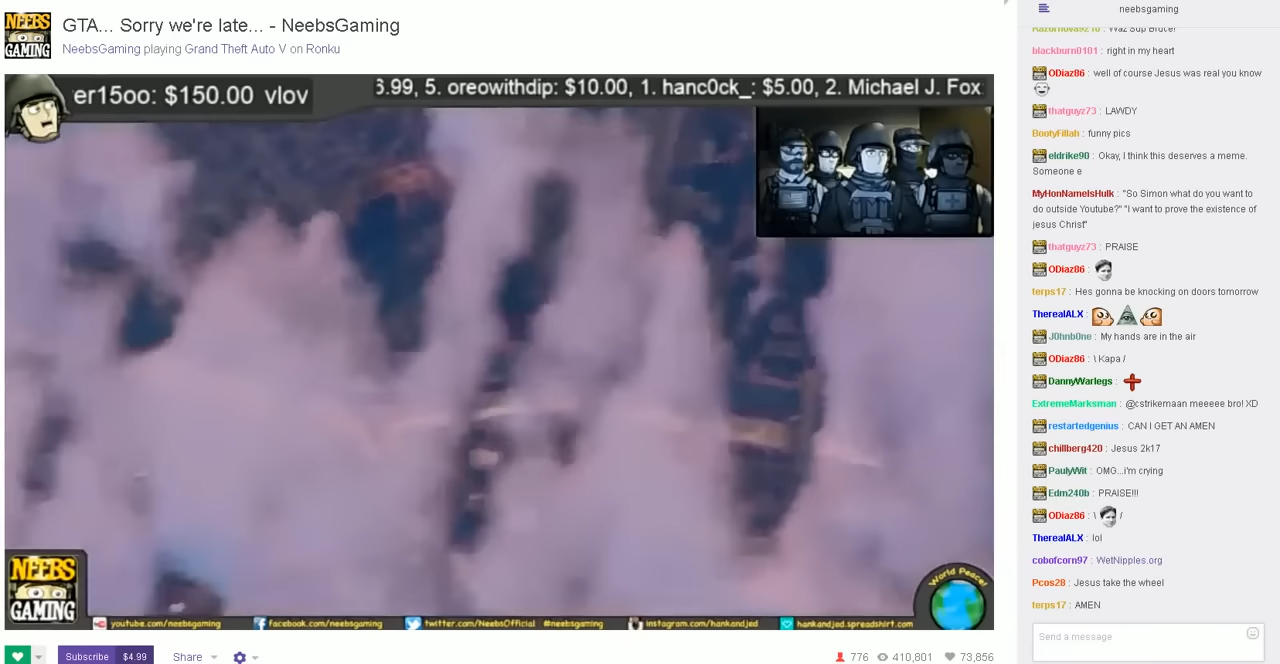 NEEBS
GAMING
GTA... Sorry we're late... - NeebsGaming
NeebsGaming playing Grand Theft Auto V on Ronku
er15oo: $150.00 vlov
6.99, 5. oreowithdip: $10.00, 1. hanc0ck_: $5.00, 2. Michael J. Fox
NEEBS
GAMING
World Peace!
youtube.com/neebsgaming
facebook.com/neebsgaming
twitter.com/NeebsOfficial #neebsgaming
instagram.com/hankandjed
hankandjed.spreadshirt.com
Subscribe $4.99
Share
776 410,801 73,856
neebsgaming
Razornova9210 : Waz Sup Bruce!
blackburn0101 : right in my heart
ODiaz86 : well of course Jesus was real you know
thatguyz73 : LAWDY
BootyFillah : funny pics
eldrike90 : Okay, I think this deserves a meme.
Someone e
MyHonNameIsHulk : "So Simon what do you want to
do outside Youtube?" "I want to prove the existence of
jesus Christ"
thatguyz73 : PRAISE
ODiaz86 :
terps17 : Hes gonna be knocking on doors tomorrow
TherealALX :
J0hnb0ne : My hands are in the air
ODiaz86 : \ Kapa /
DannyWarlegs :
ExtremeMarksman : @cstrikemaan meeeee bro! XD
restartedgenius : CAN I GET AN AMEN
chillberg420 : Jesus 2k17
PaulyWit : OMG...i'm crying
Edm240b : PRAISE!!!
ODiaz86 : \ /
TherealALX : lol
cobofcorn97 : WetNipples.org
Pcos28 : Jesus take the wheel
terps17 : AMEN
Send a message